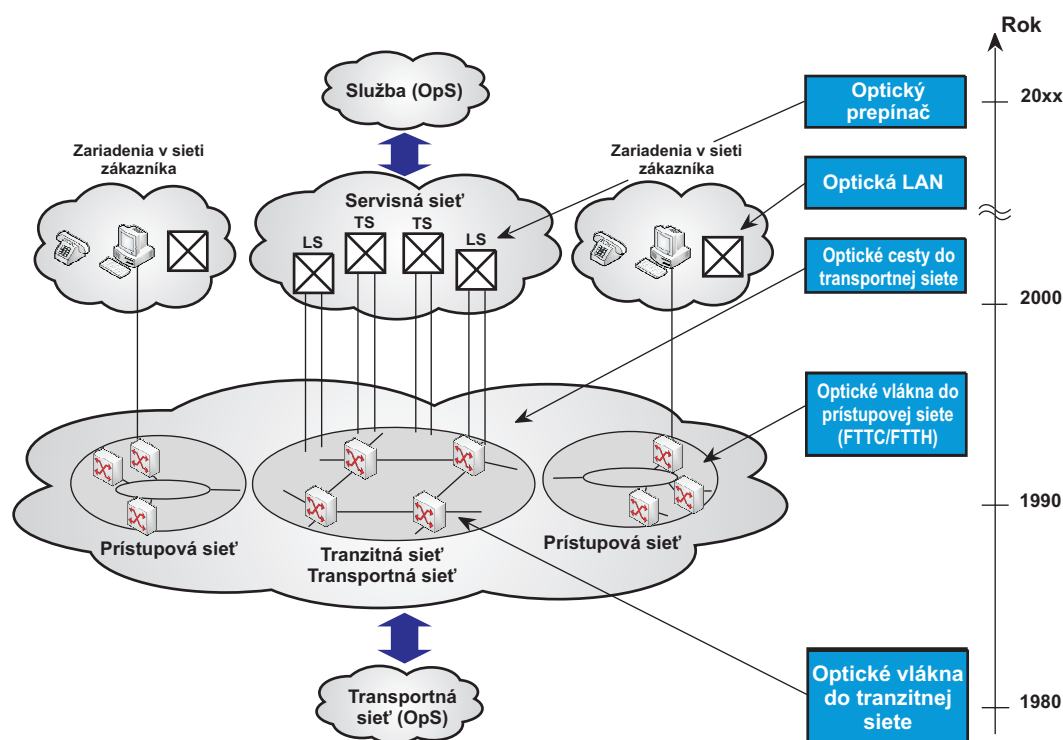 Rok
Služba (OpS)
Optický
prepínač
20xx
Zariadenia v sieti
zákazníka
Zariadenia v sieti
zákazníka
Optická LAN
Servisná sieť
LS
TS
TS
LS
Optické cesty do
transportnej siete
2000
Optické vlákna do
prístupovej siete
(FTTC/FTTH)
1990
Prístupová sieť
Tranzitná sieť
Transportná sieť
Prístupová sieť
Optické vlákna
do tranzitnej
siete
1980
Transportná
sieť (OpS)